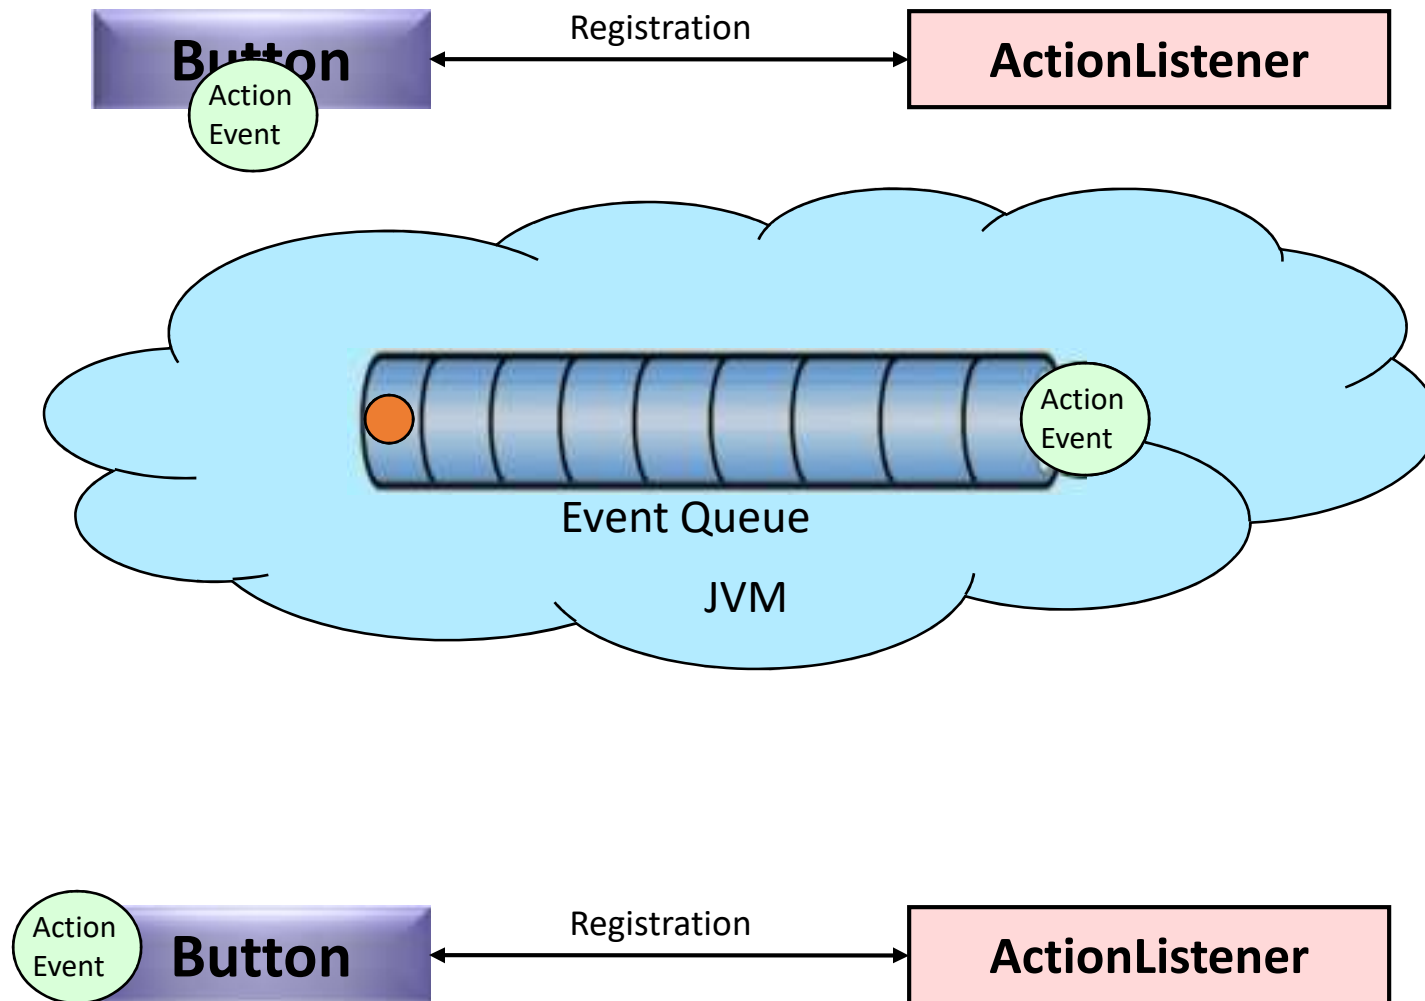 Registration
Button
ActionListener
Action
Event
Action
Event
Event Queue
JVM
Registration
Action
Event
Button
ActionListener